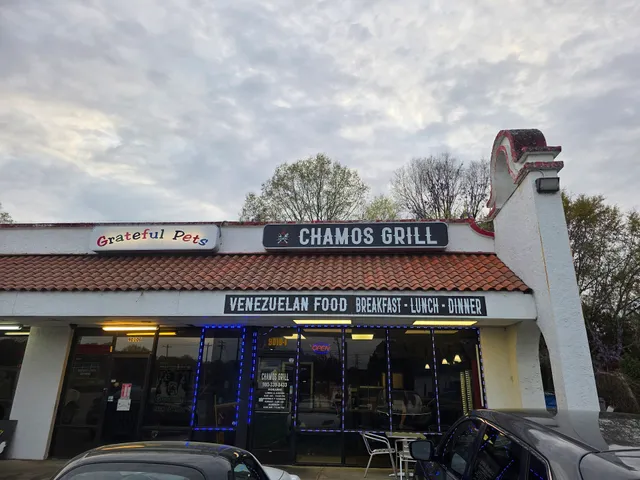 Grateful Pets
CHAMOS GRILL
VENEZUELAN FOOD BREAKFAST - LUNCH - DINNER
OPEN
CHAMOS GRILL